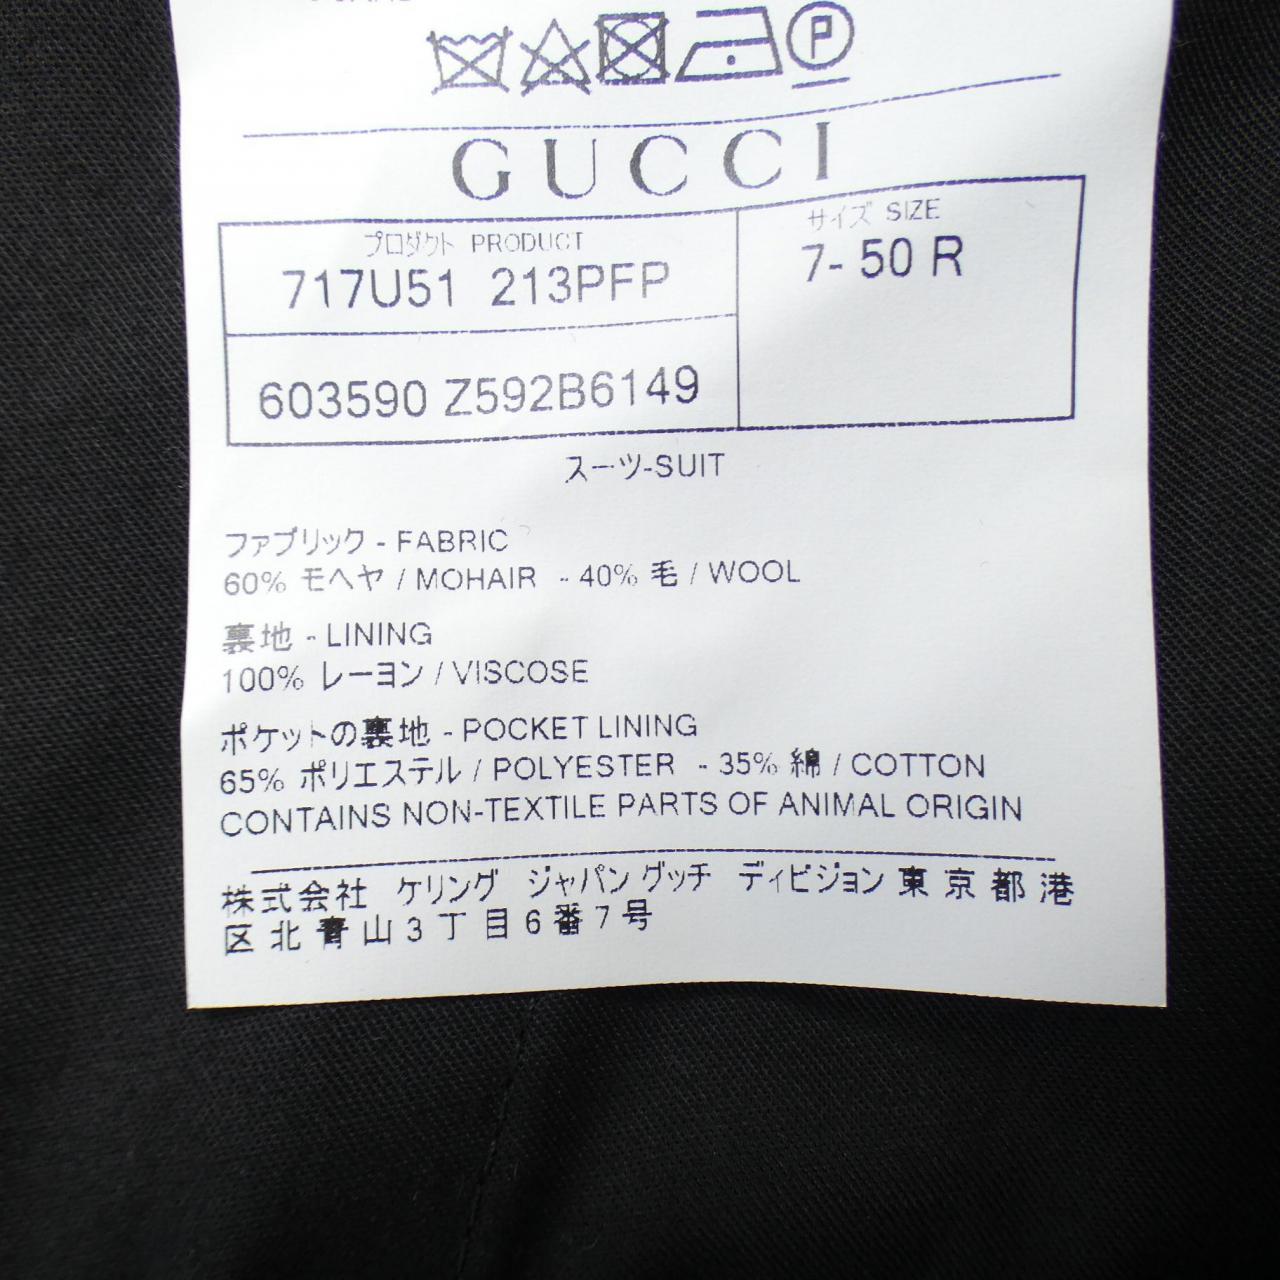 P
GUCCI
プロダクト PRODUCT
717U51 213PFP
サイズ SIZE
7- 50 R
603590 Z592B6149
スーツ-SUIT
ファブリック - FABRIC
60% モヘヤ / MOHAIR - 40% 毛 / WOOL
裏地 - LINING
100% レーヨン / VISCOSE
ポケットの裏地 - POCKET LINING
65% ポリエステル / POLYESTER - 35% 綿 / COTTON
CONTAINS NON-TEXTILE PARTS OF ANIMAL ORIGIN
株式会社 ケリング ジャパン グッチ ディビジョン 東京都港
区北青山3丁目6番7号